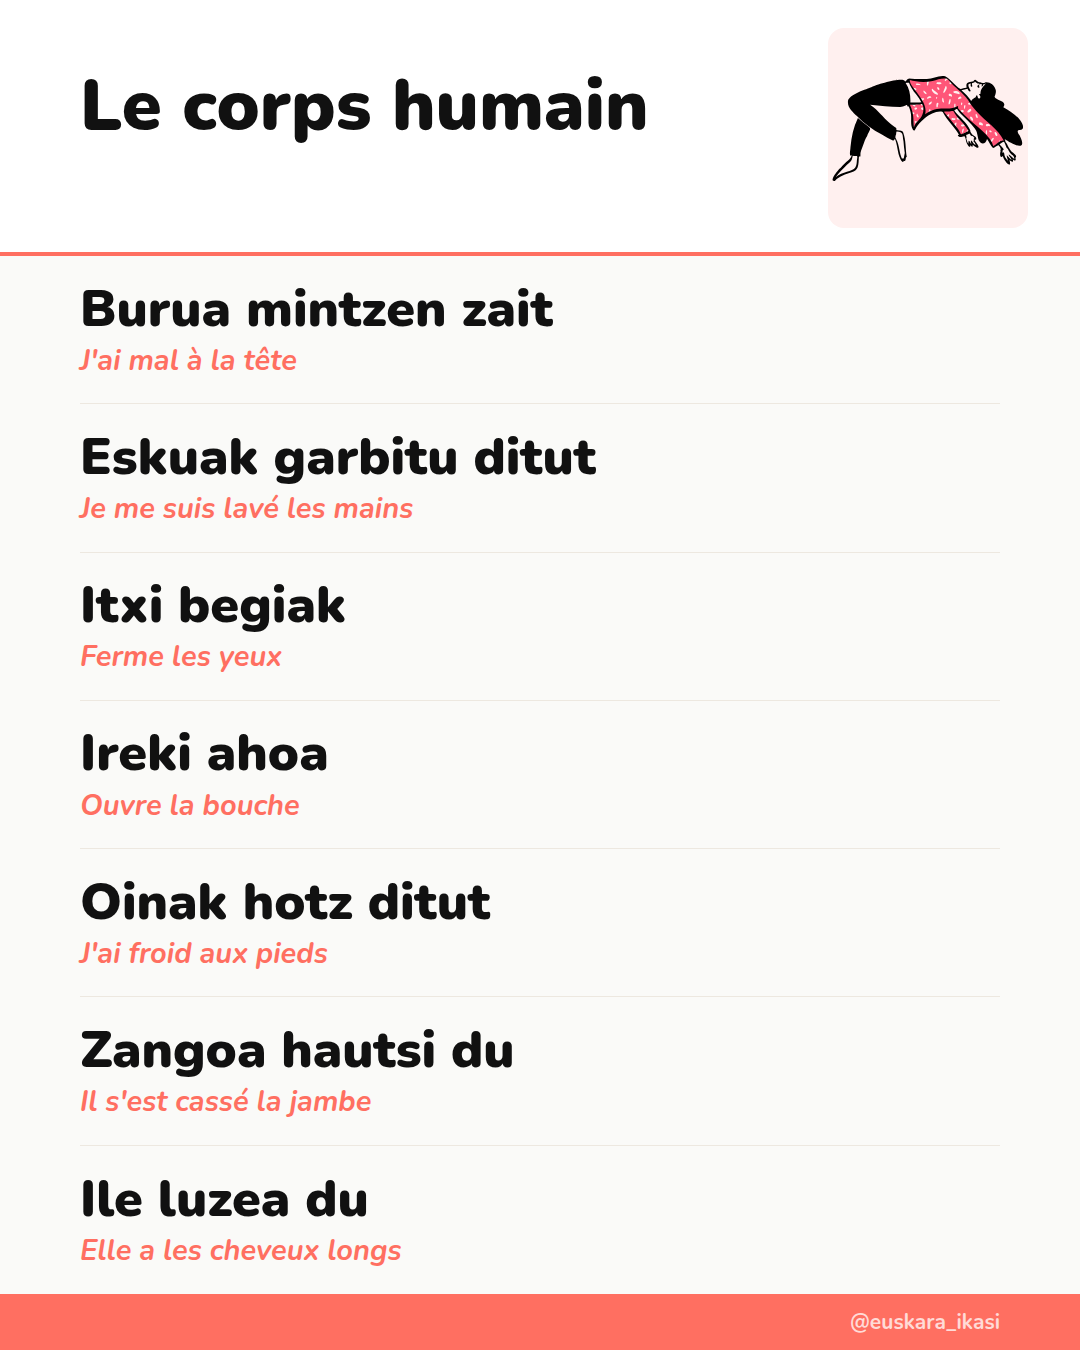 Le corps humain
Burua mintzen zait
J'ai mal à la tête
Eskuak garbitu ditut
Je me suis lavé les mains
Itxi begiak
Ferme les yeux
Ireki ahoa
Ouvre la bouche
Oinak hotz ditut
J'ai froid aux pieds
Zangoa hautsi du
Il s'est cassé la jambe
Ile luzea du
Elle a les cheveux longs
@euskara_ikasi